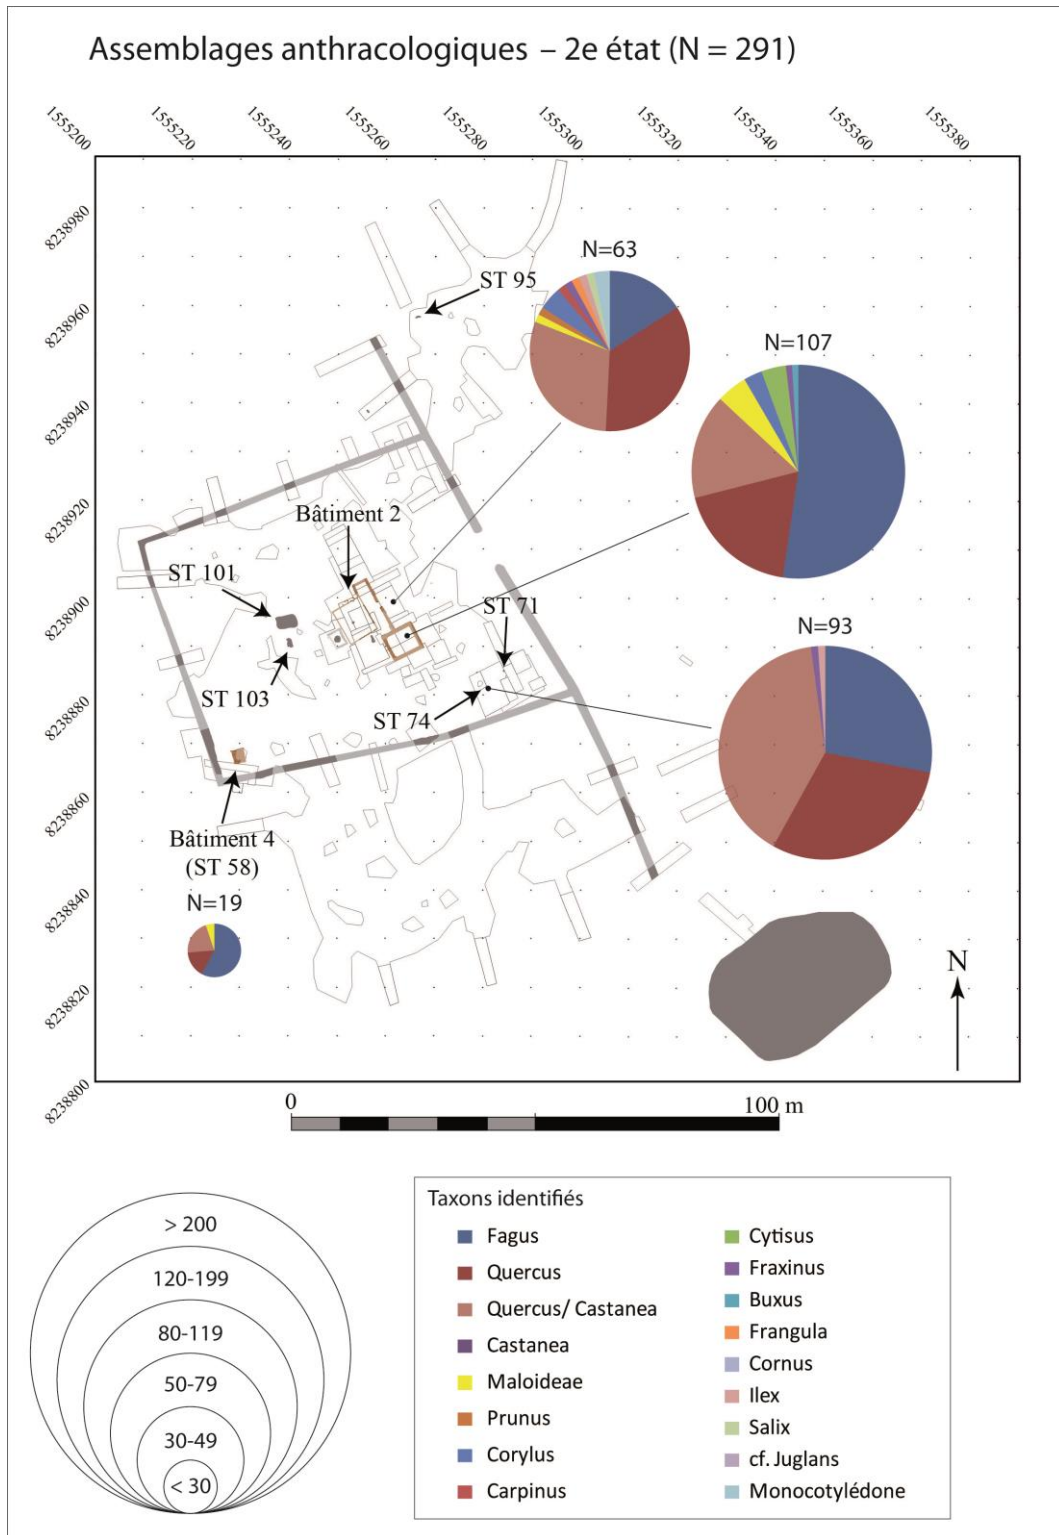 Assemblages anthracologiques – 2e état (N = 291)
1555200
1555220
1555240
1555260
1555280
1555300
1555320
1555340
1555360
1555380
8238980
8238960
8238940
8238920
8238900
8238880
8238860
8238840
8238820
8238800
N=63
ST 95
N=107
Bâtiment 2
ST 101
ST 71
N=93
ST 103
ST 74
Bâtiment 4
(ST 58)
N=19
N
0
100 m
> 200
120-199
80-119
50-79
30-49
< 30
Taxons identifiés
Fagus
Quercus
Quercus/ Castanea
Castanea
Maloideae
Prunus
Corylus
Carpinus
Cytisus
Fraxinus
Buxus
Frangula
Cornus
Ilex
Salix
cf. Juglans
Monocotylédone